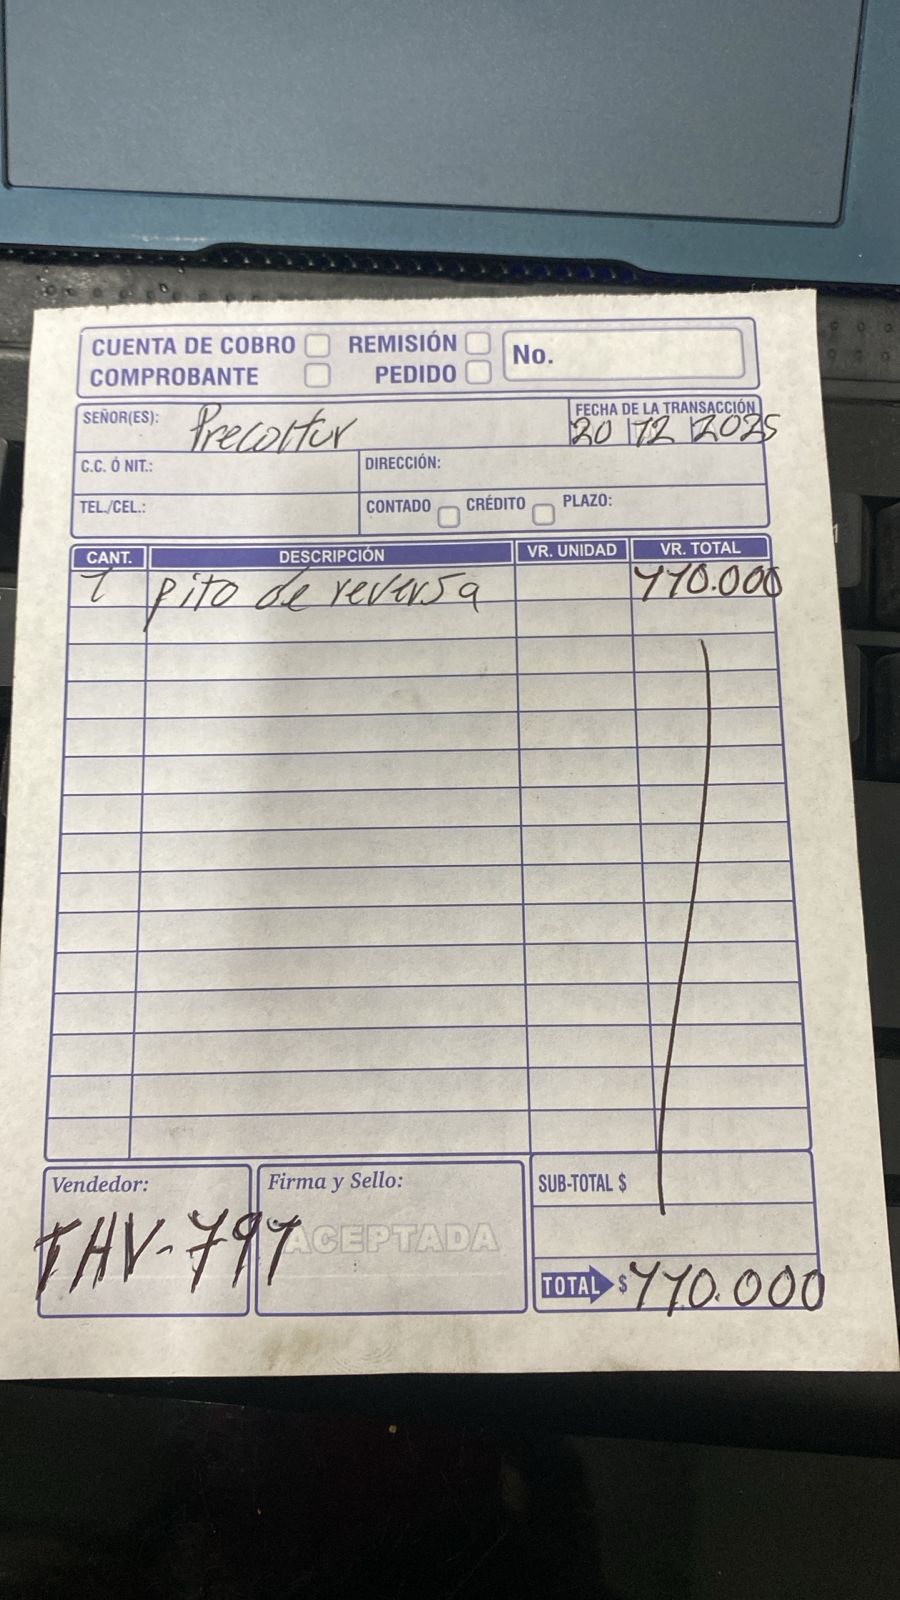 CUENTA DE COBRO REMISIÓN No.
COMPROBANTE PEDIDO
SEÑOR(ES): Precoltur FECHA DE LA TRANSACCIÓN
20 12 2025
C.C. Ó NIT.: DIRECCIÓN:
TEL./CEL.: CONTADO CRÉDITO PLAZO:
CANT. DESCRIPCIÓN VR. UNIDAD VR. TOTAL
1 pito de reversa 110.000
Vendedor: Firma y Sello: SUB-TOTAL $
THV-791 ACEPTADA
TOTAL $ 110.000